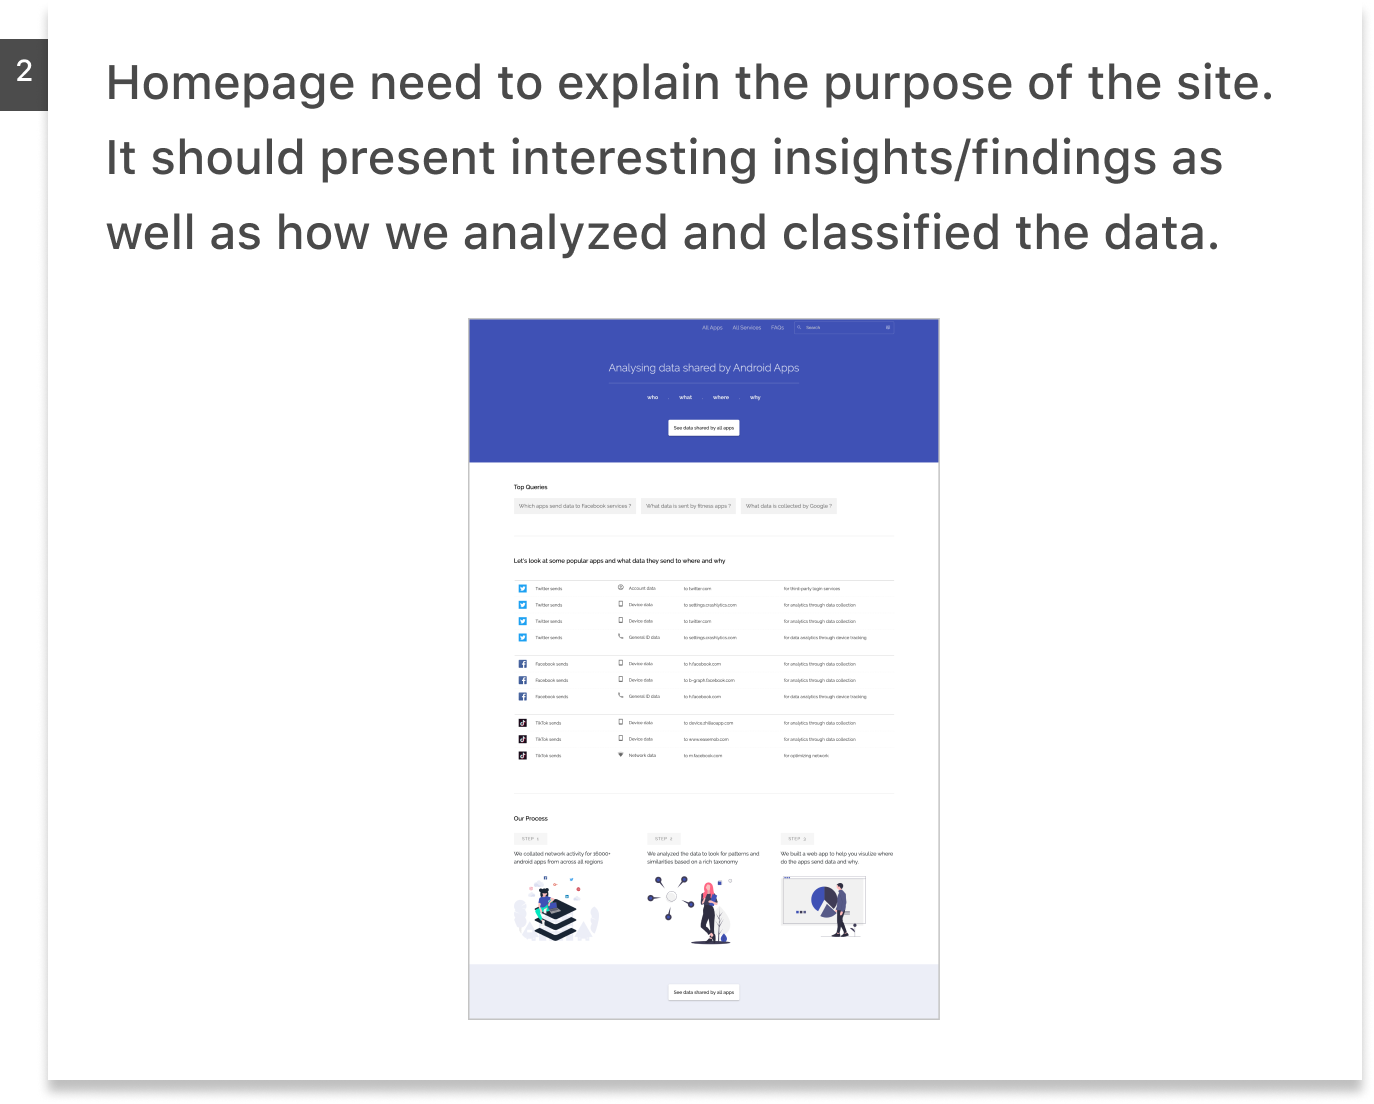 2
Homepage need to explain the purpose of the site.
It should present interesting insights/findings as
well as how we analyzed and classified the data.
All Apps All Services FAQs Search
Analysing data shared by Android Apps
who what where why
See data shared by all apps
Top Queries
Which apps send data to Facebook services ? What data is sent by fitness apps ? What data is collected by Google ?
Let's look at some popular apps and what data they send to where and why
Twitter sends Account data to twitter.com for third-party login services
Twitter sends Device data to settings.crashlytics.com for analytics through data collection
Twitter sends Device data to twitter.com for analytics through data collection
Twitter sends General ID data to settings.crashlytics.com for data analytics through device tracking
Facebook sends Device data to h.facebook.com for analytics through data collection
Facebook sends Device data to b-graph.facebook.com for analytics through data collection
Facebook sends General ID data to h.facebook.com for data analytics through device tracking
TikTok sends Device data to for analytics through data collection
TikTok sends Device data to www.easemob.com for analytics through data collection
TikTok sends Network data to m.facebook.com for optimizing network
Our Process
STEP 1 STEP 2 STEP 3
We collated network activity for 16000+ We analyzed the data to look for patterns and We built a web app to help you visulize where
android apps from across all regions similarities based on a rich taxonomy do the apps send data and why.
See data shared by all apps